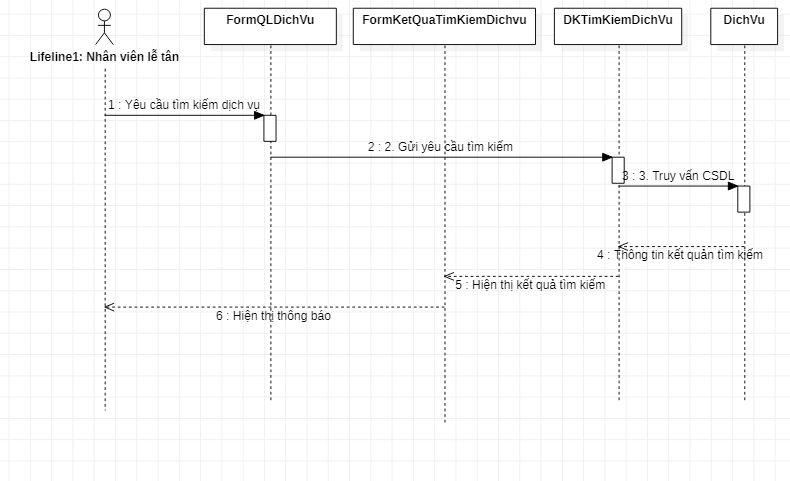 FormQLDichVu
FormKetQuaTimKiemDichvu
DKTimKiemDichVu
DichVu
Lifeline1: Nhân viên lễ tân
1 : Yêu cầu tìm kiếm dịch vụ
2 : 2. Gửi yêu cầu tìm kiếm
3 : 3. Truy vấn CSDL
4 : Thông tin kết quản tìm kiếm
5 : Hiện thị kết quả tìm kiếm
6 : Hiện thị thông báo